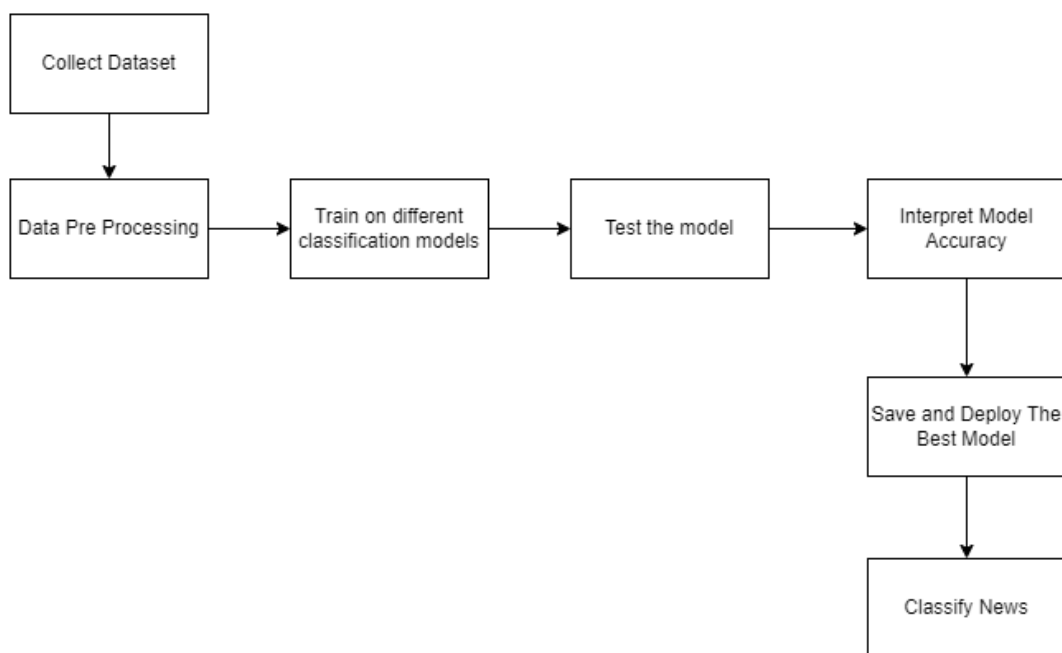 Collect Dataset
Data Pre Processing
Train on different
classification models
Test the model
Interpret Model
Accuracy
Save and Deploy The
Best Model
Classify News